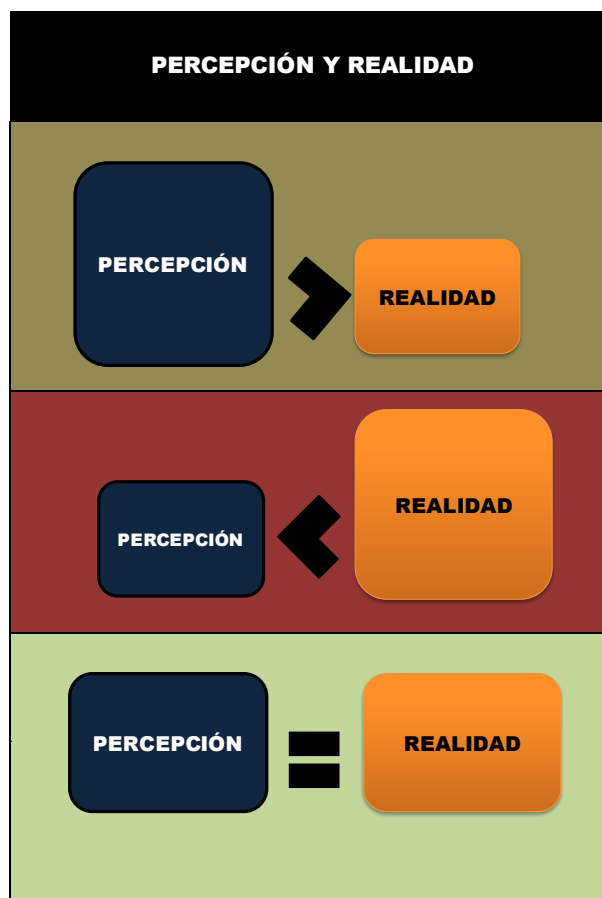 PERCEPCIÓN Y REALIDAD
PERCEPCIÓN
REALIDAD
PERCEPCIÓN
REALIDAD
PERCEPCIÓN
=
REALIDAD